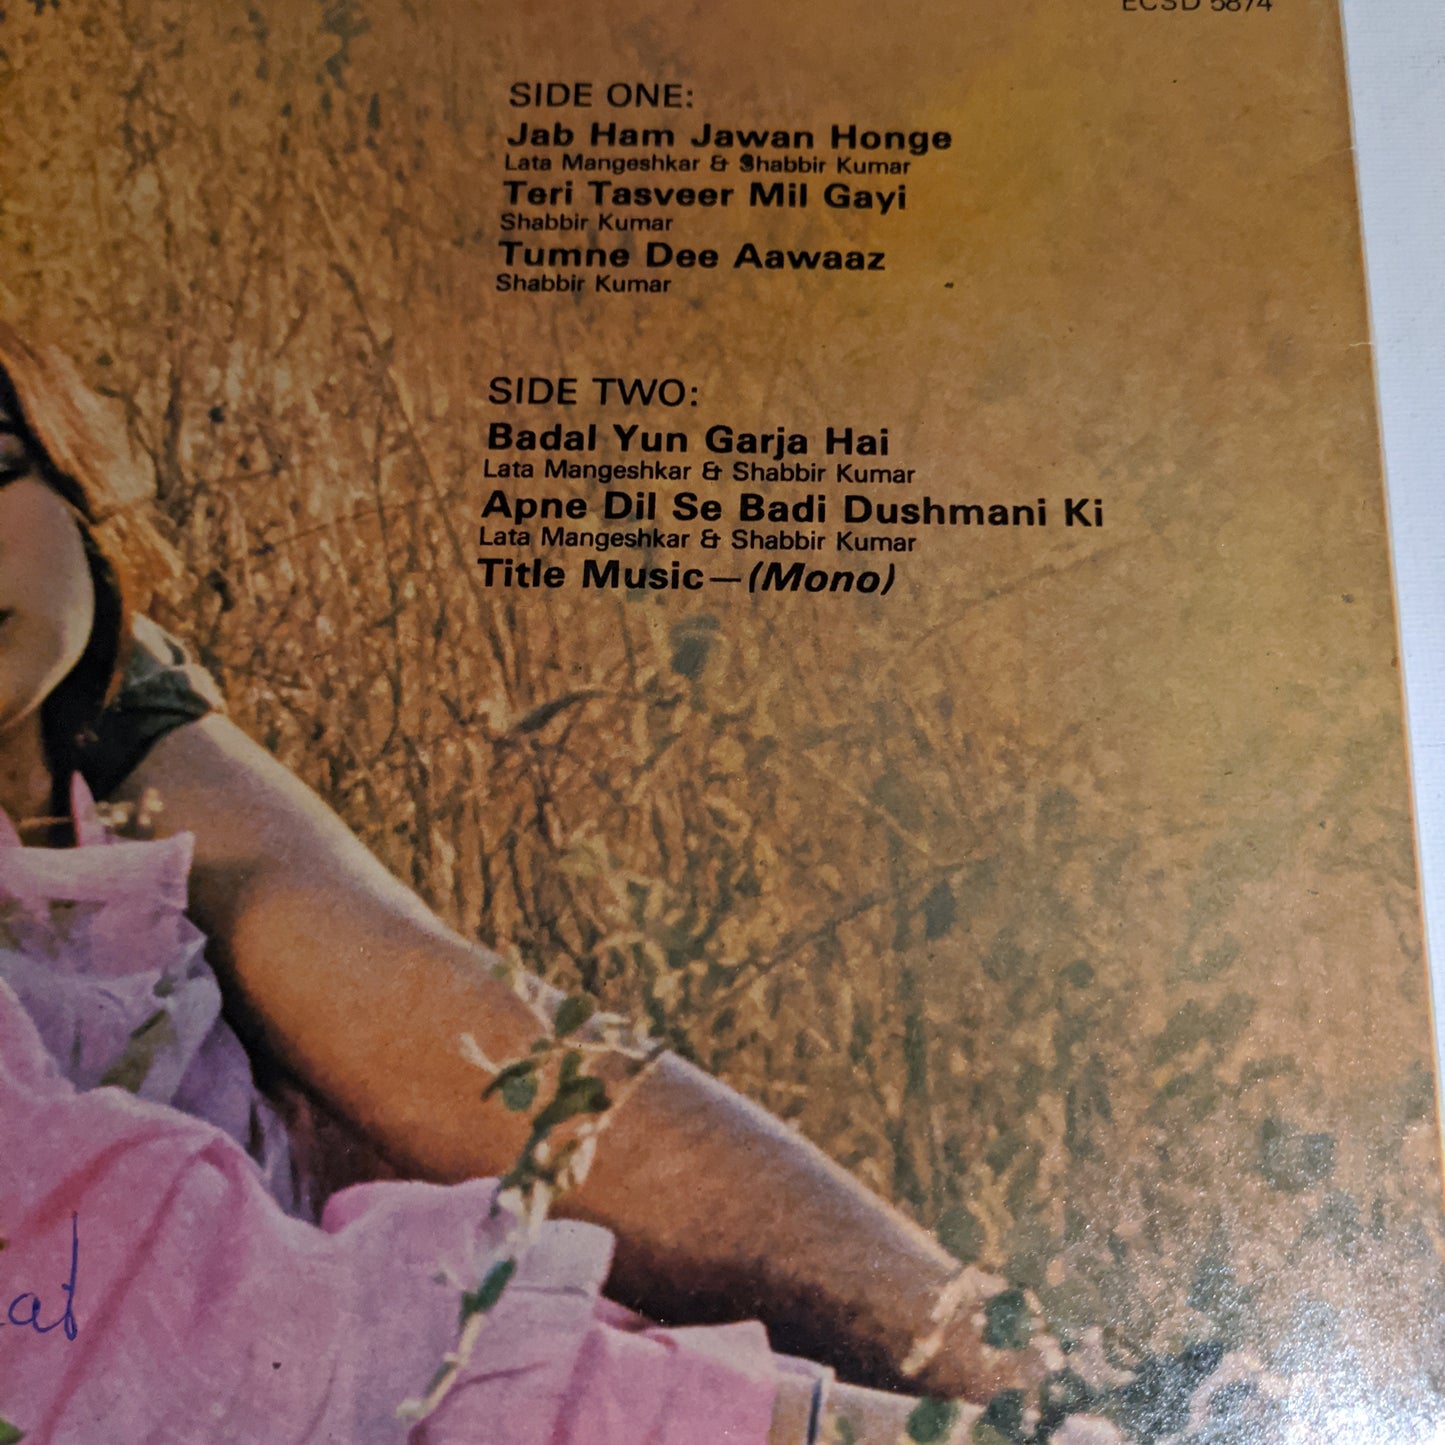 ECSD 5874
SIDE ONE:
Jab Ham Jawan Honge
Lata Mangeshkar & Shabbir Kumar
Teri Tasveer Mil Gayi
Shabbir Kumar
Tumne Dee Aawaaz
Shabbir Kumar
SIDE TWO:
Badal Yun Garja Hai
Lata Mangeshkar & Shabbir Kumar
Apne Dil Se Badi Dushmani Ki
Lata Mangeshkar & Shabbir Kumar
Title Music—(Mono)